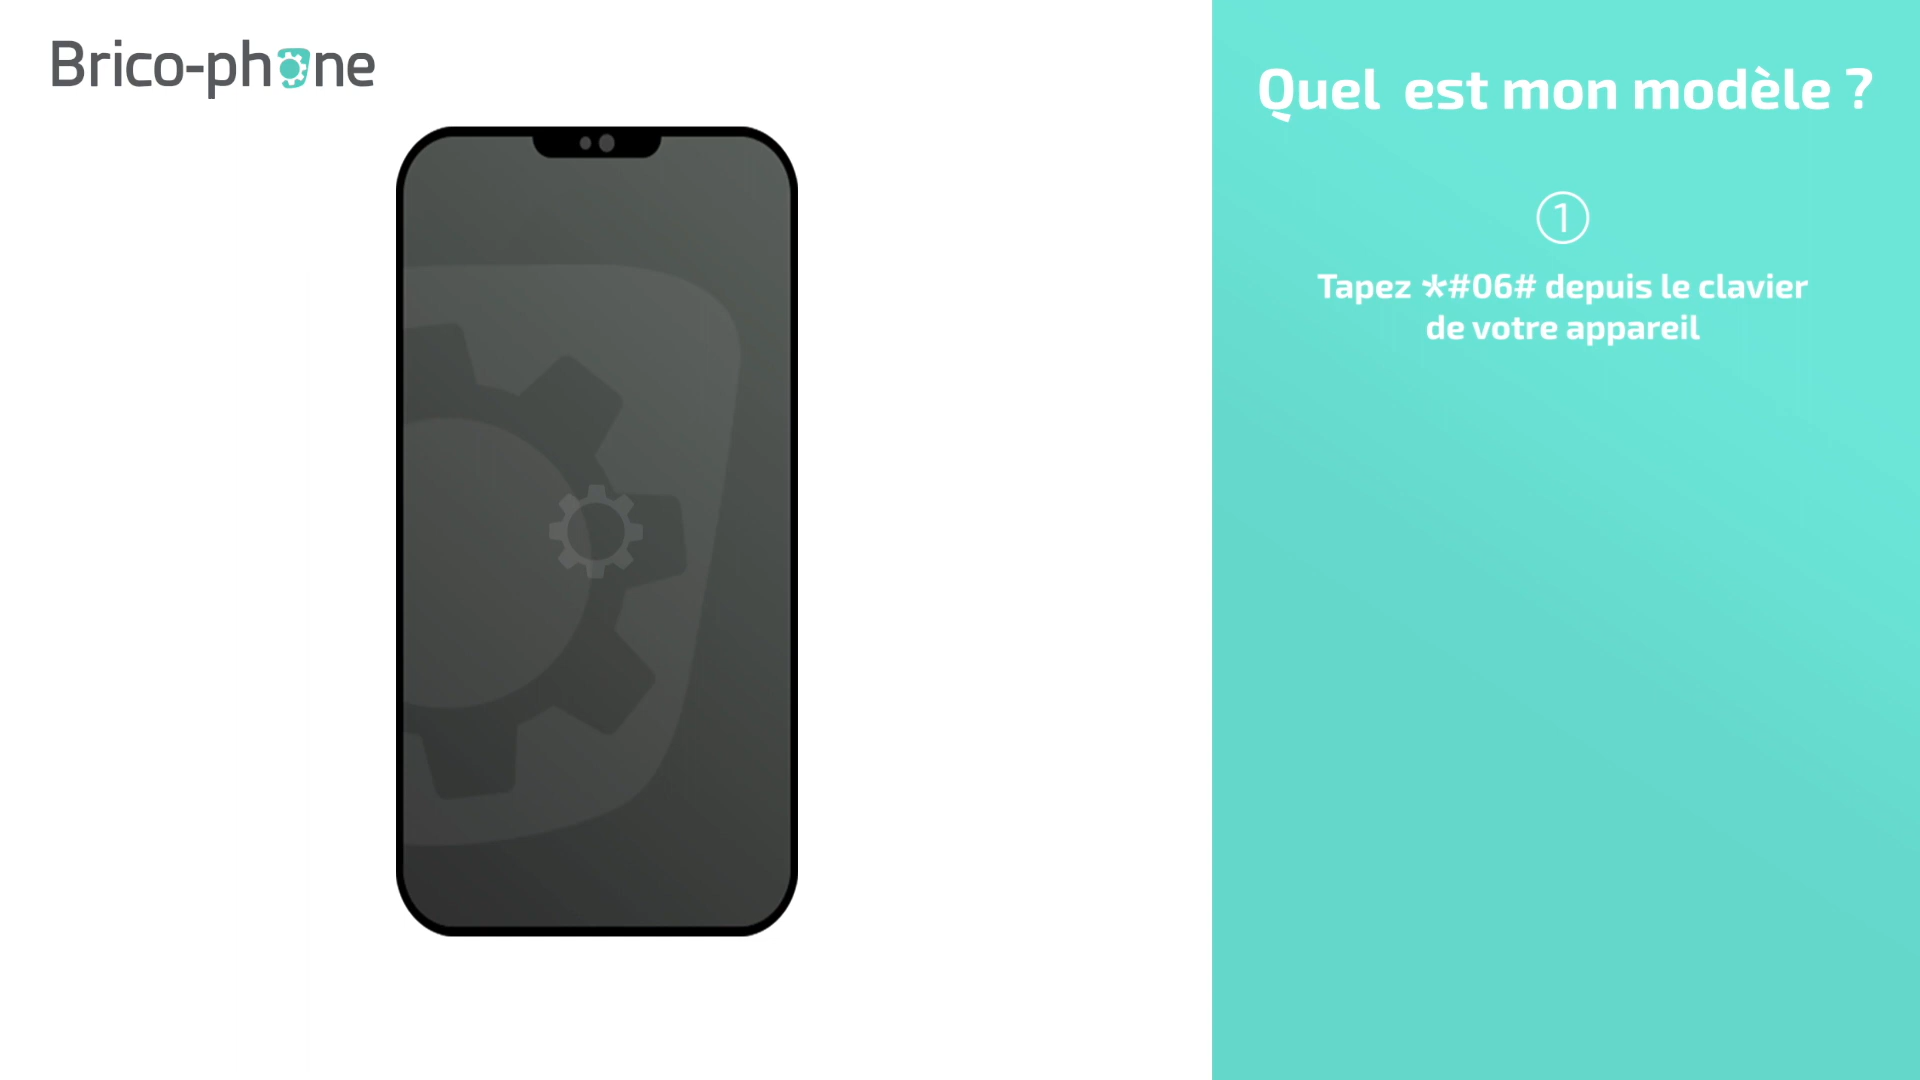 Brico-phone
Quel est mon modèle ?
1
Tapez *#06# depuis le clavier
de votre appareil